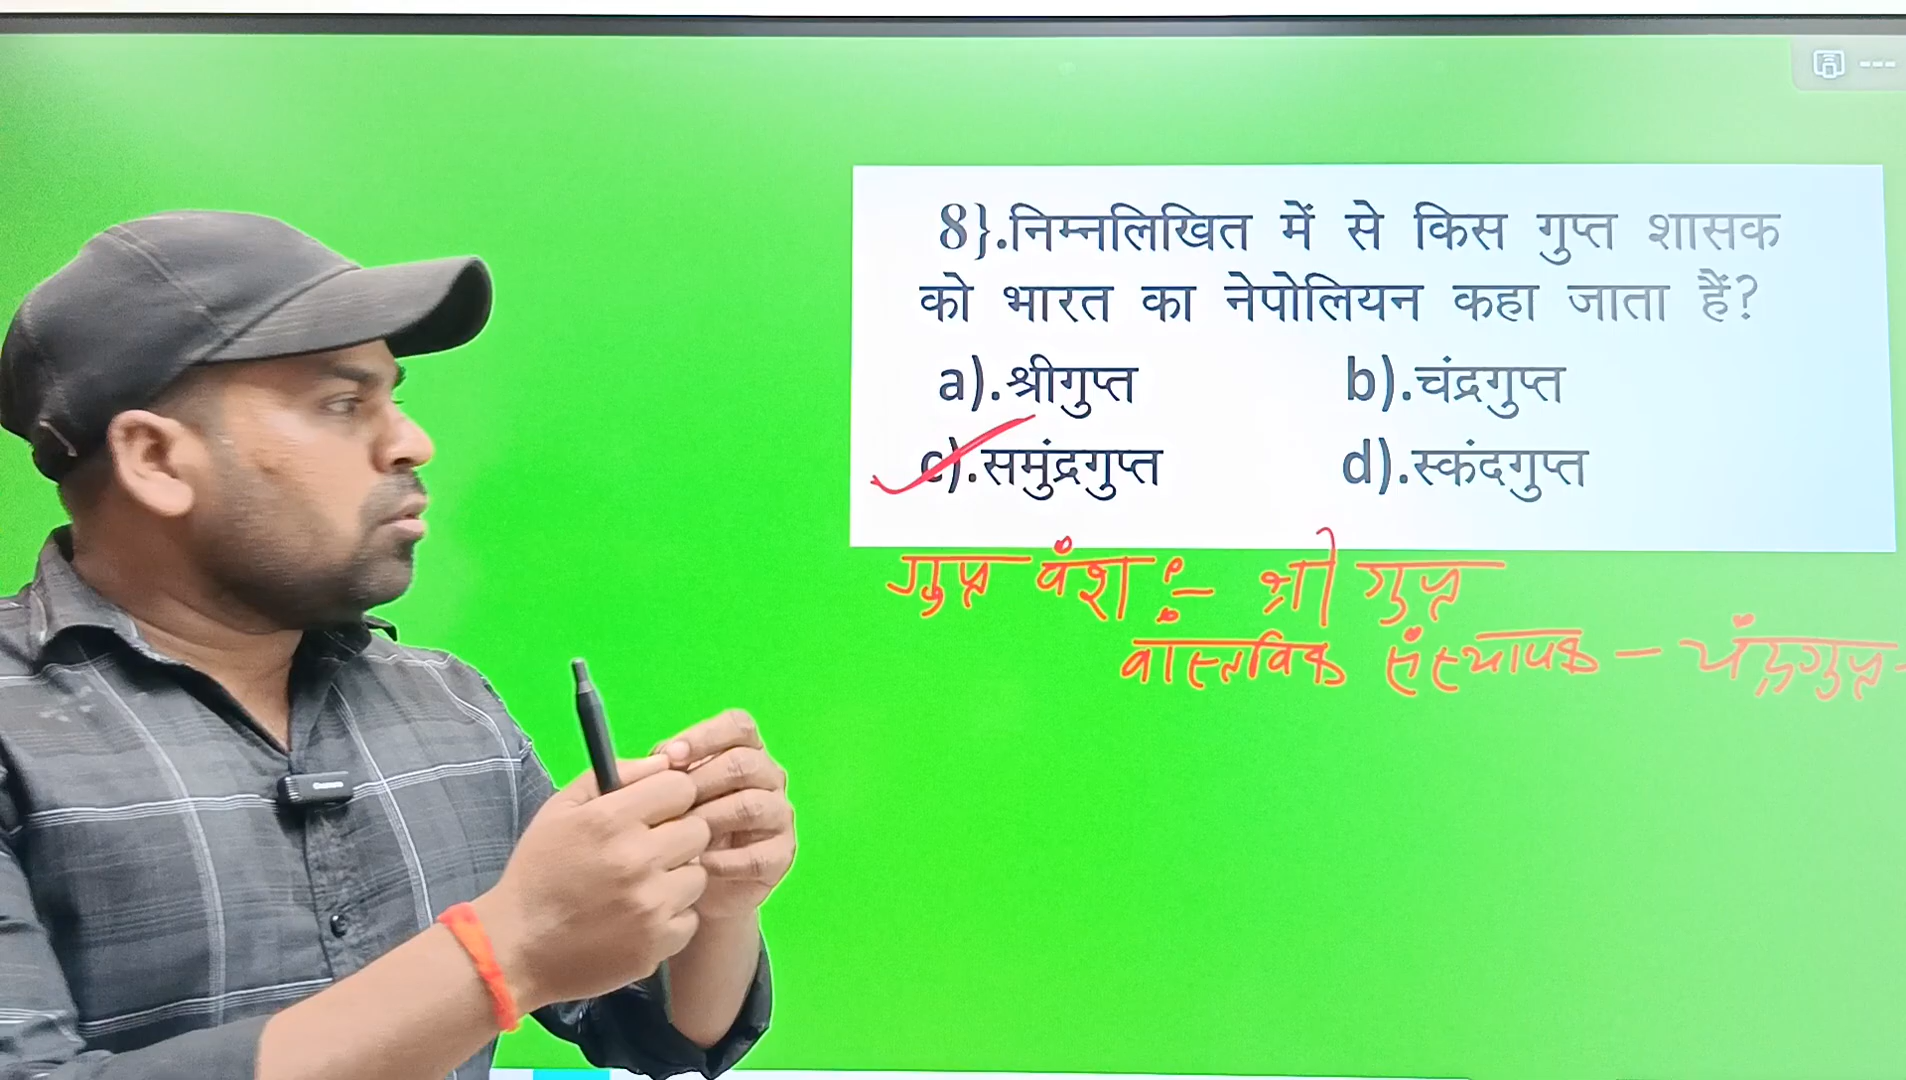 8}.निम्नलिखित में से किस गुप्त शासक
को भारत का नेपोलियन कहा जाता हैं?
a).श्रीगुप्त b).चंद्रगुप्त
c).समुंद्रगुप्त d).स्कंदगुप्त
गुप्त वंश :- श्री गुप्त
वास्तविक संस्थापक - चंद्रगुप्त -